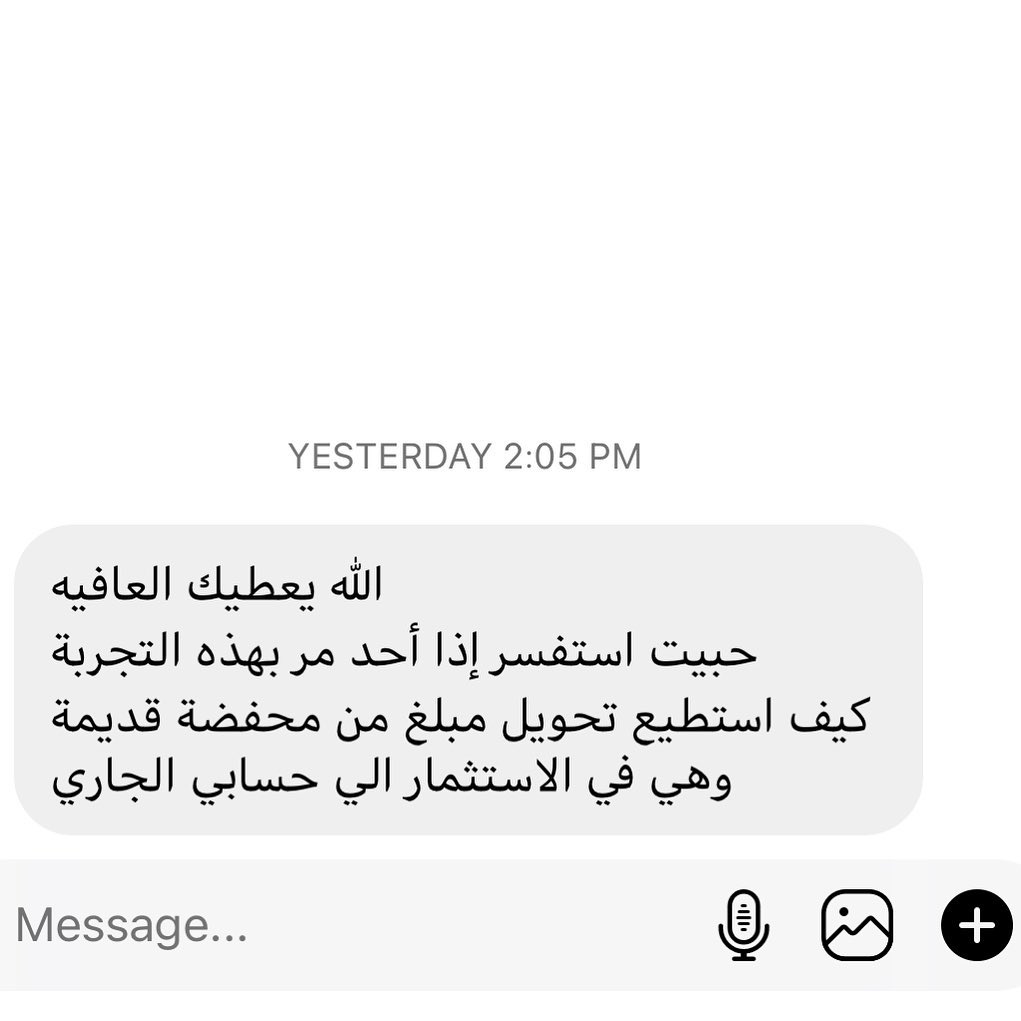 YESTERDAY 2:05 PM
الله يعطيك العافيه
حبيت استفسر إذا أحد مر بهذه التجربة
كيف استطيع تحويل مبلغ من محفضة قديمة
وهي في الاستثمار الي حسابي الجاري
Message...